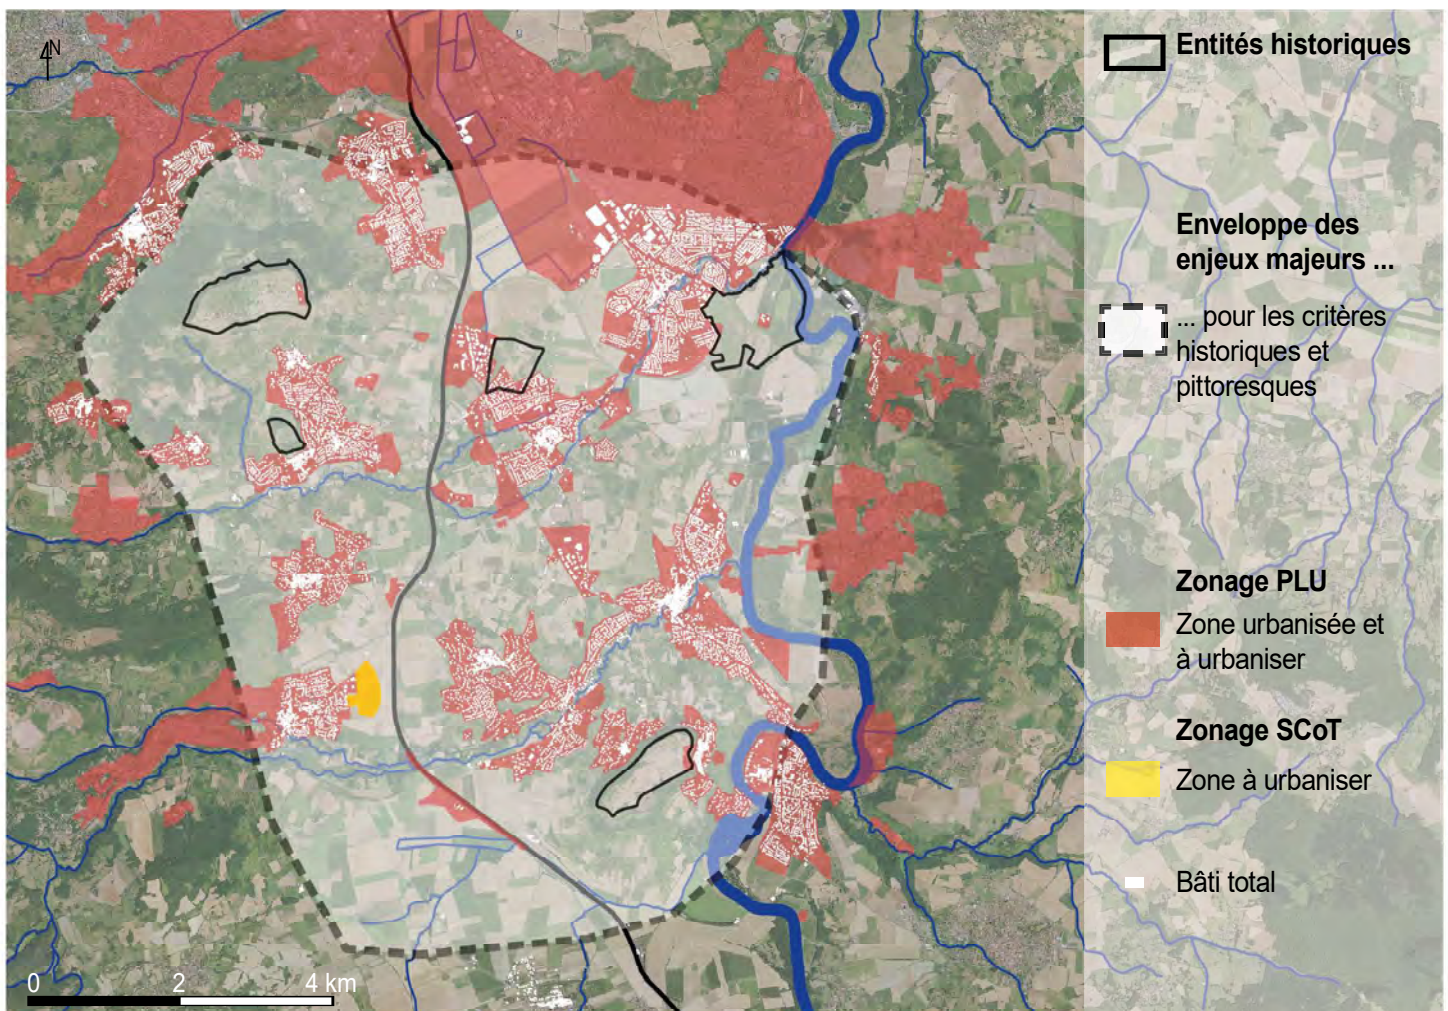 N
Entités historiques
Enveloppe des
enjeux majeurs ...
... pour les critères
historiques et
pittoresques
Zonage PLU
Zone urbanisée et
à urbaniser
Zonage SCoT
Zone à urbaniser
Bâti total
0 2 4 km